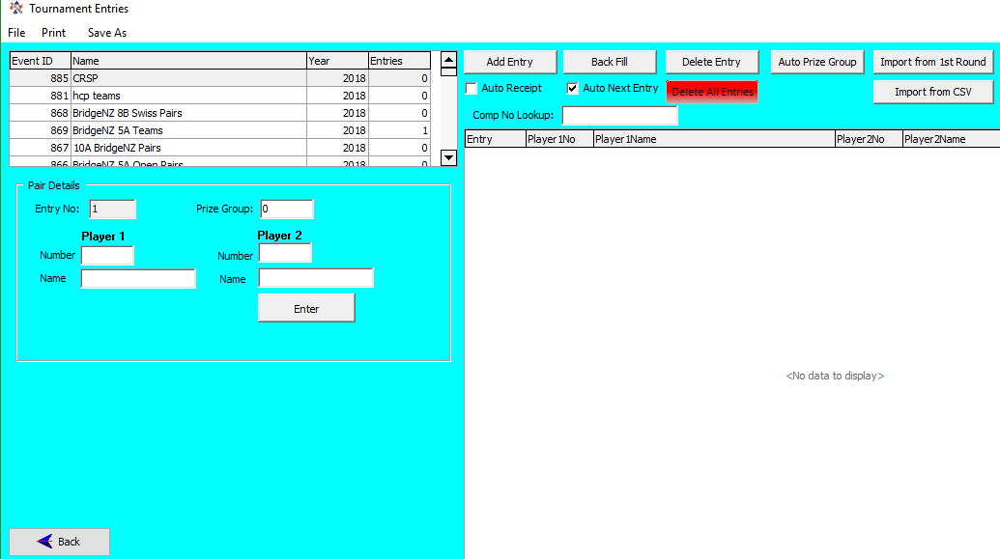 Tournament Entries
File Print Save As
Event ID Name Year Entries
885 CRSP 2018 0
881 hcp teams 2018 0
868 BridgeNZ 8B Swiss Pairs 2018 0
869 BridgeNZ 5A Teams 2018 1
867 10A BridgeNZ Pairs 2018 0
866 BridgeNZ 5A Open Pairs 2018 0
Add Entry Back Fill Delete Entry Auto Prize Group Import from 1st Round
Auto Receipt Auto Next Entry Delete All Entries Import from CSV
Comp No Lookup:
Entry Player1No Player1Name Player2No Player2Name
<No data to display>
Pair Details
Entry No: 1 Prize Group: 0
Player 1 Player 2
Number Number
Name Name
Enter
Back